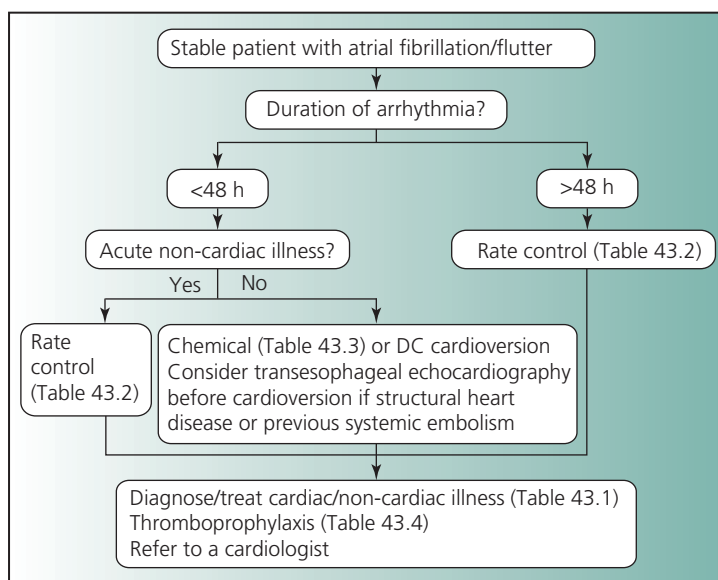 Stable patient with atrial fibrillation/flutter
Duration of arrhythmia?
<48 h
>48 h
Acute non-cardiac illness?
Rate control (Table 43.2)
Yes
No
Rate
control
(Table 43.2)
Chemical (Table 43.3) or DC cardioversion
Consider transesophageal echocardiography
before cardioversion if structural heart
disease or previous systemic embolism
Diagnose/treat cardiac/non-cardiac illness (Table 43.1)
Thromboprophylaxis (Table 43.4)
Refer to a cardiologist